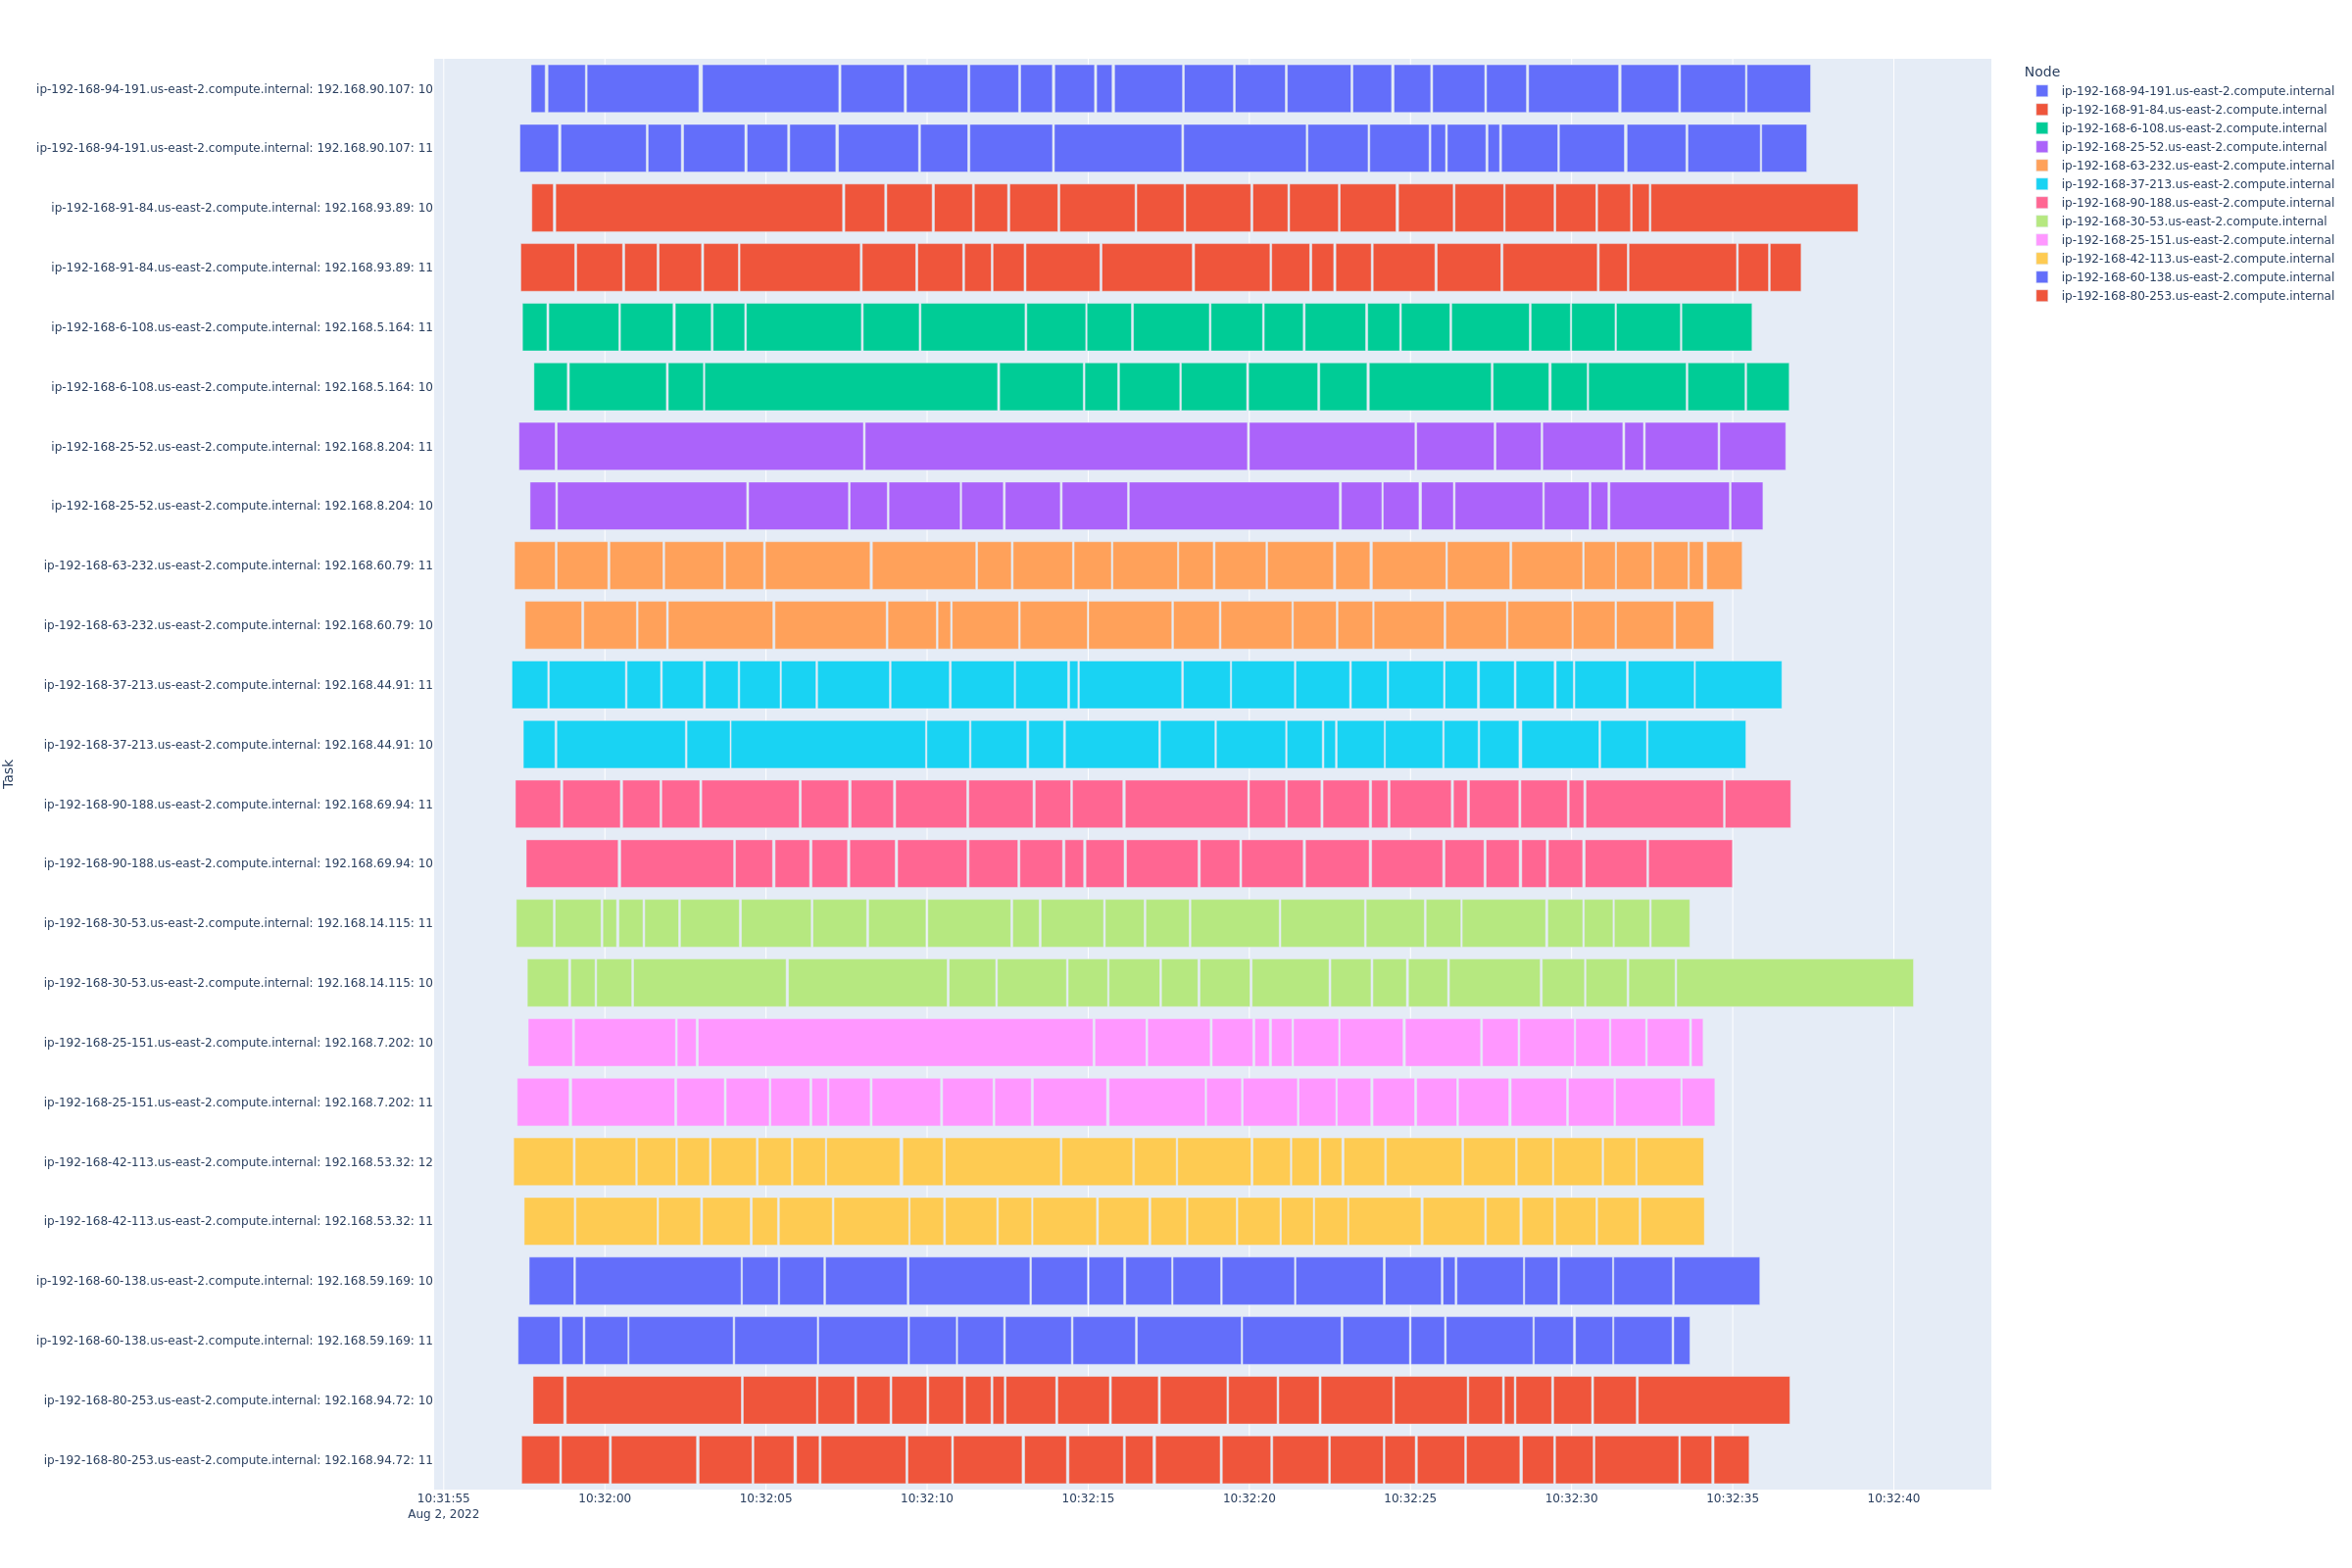 ip-192-168-94-191.us-east-2.compute.internal: 192.168.90.107: 10
ip-192-168-94-191.us-east-2.compute.internal: 192.168.90.107: 11
ip-192-168-91-84.us-east-2.compute.internal: 192.168.93.89: 10
ip-192-168-91-84.us-east-2.compute.internal: 192.168.93.89: 11
ip-192-168-6-108.us-east-2.compute.internal: 192.168.5.164: 11
ip-192-168-6-108.us-east-2.compute.internal: 192.168.5.164: 10
ip-192-168-25-52.us-east-2.compute.internal: 192.168.8.204: 11
ip-192-168-25-52.us-east-2.compute.internal: 192.168.8.204: 10
ip-192-168-63-232.us-east-2.compute.internal: 192.168.60.79: 11
ip-192-168-63-232.us-east-2.compute.internal: 192.168.60.79: 10
ip-192-168-37-213.us-east-2.compute.internal: 192.168.44.91: 11
ip-192-168-37-213.us-east-2.compute.internal: 192.168.44.91: 10
ip-192-168-90-188.us-east-2.compute.internal: 192.168.69.94: 11
ip-192-168-90-188.us-east-2.compute.internal: 192.168.69.94: 10
ip-192-168-30-53.us-east-2.compute.internal: 192.168.14.115: 11
ip-192-168-30-53.us-east-2.compute.internal: 192.168.14.115: 10
ip-192-168-25-151.us-east-2.compute.internal: 192.168.7.202: 10
ip-192-168-25-151.us-east-2.compute.internal: 192.168.7.202: 11
ip-192-168-42-113.us-east-2.compute.internal: 192.168.53.32: 12
ip-192-168-42-113.us-east-2.compute.internal: 192.168.53.32: 11
ip-192-168-60-138.us-east-2.compute.internal: 192.168.59.169: 10
ip-192-168-60-138.us-east-2.compute.internal: 192.168.59.169: 11
ip-192-168-80-253.us-east-2.compute.internal: 192.168.94.72: 10
ip-192-168-80-253.us-east-2.compute.internal: 192.168.94.72: 11
Task
10:31:55 10:32:00 10:32:05 10:32:10 10:32:15 10:32:20 10:32:25 10:32:30 10:32:35 10:32:40
Aug 2, 2022
Node
ip-192-168-94-191.us-east-2.compute.internal
ip-192-168-91-84.us-east-2.compute.internal
ip-192-168-6-108.us-east-2.compute.internal
ip-192-168-25-52.us-east-2.compute.internal
ip-192-168-63-232.us-east-2.compute.internal
ip-192-168-37-213.us-east-2.compute.internal
ip-192-168-90-188.us-east-2.compute.internal
ip-192-168-30-53.us-east-2.compute.internal
ip-192-168-25-151.us-east-2.compute.internal
ip-192-168-42-113.us-east-2.compute.internal
ip-192-168-60-138.us-east-2.compute.internal
ip-192-168-80-253.us-east-2.compute.internal